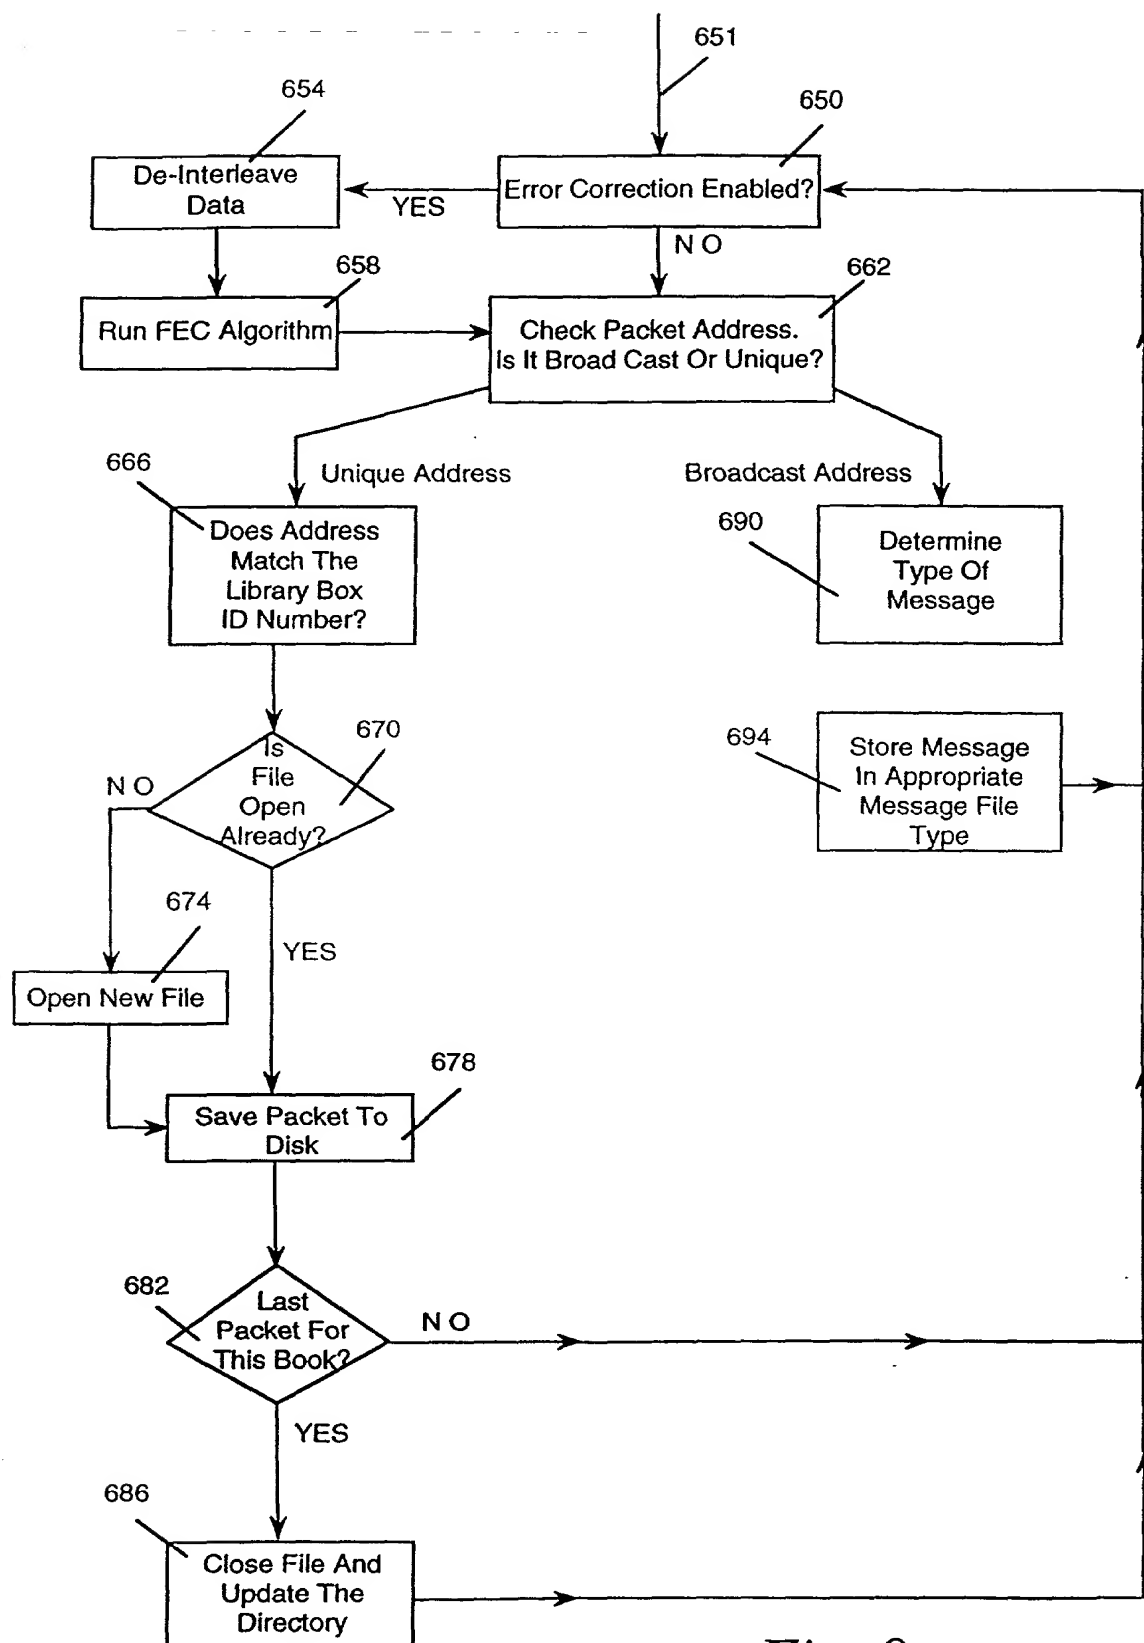 651
654
650
De-Interleave
Data
YES
Error Correction Enabled?
NO
658
662
Run FEC Algorithm
Check Packet Address.
Is It Broad Cast Or Unique?
666
Unique Address
Broadcast Address
690
Does Address
Match The
Library Box
ID Number?
Determine
Type Of
Message
670
694
Is
File
Open
Already?
NO
Store Message
In Appropriate
Message File
Type
674
YES
Open New File
678
Save Packet To
Disk
682
Last
Packet For
This Book?
NO
YES
686
Close File And
Update The
Directory